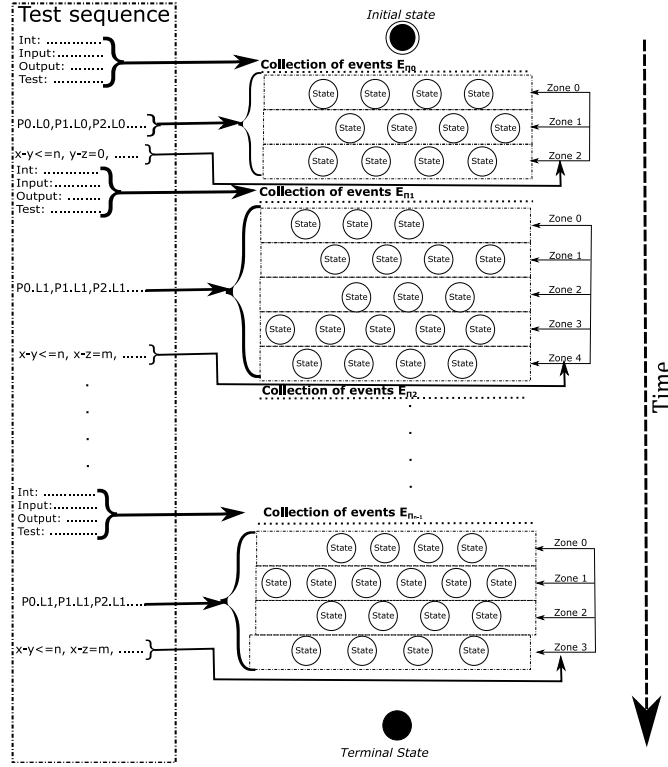 Test sequence
Initial state
Int: ..................
Input:..............
Output: ..........
Test: ................
Collection of events E_Π0
State State State State
Zone 0
P0.L0,P1.L0,P2.L0.....
State State State State
Zone 1
x-y<=n, y-z=0, .....
State State State State
Zone 2
Int: ..................
Input:..............
Output: ..........
Test: ................
Collection of events E_Π1
State State State
Zone 0
State State State State
Zone 1
P0.L1,P1.L1,P2.L1.....
State State State
Zone 2
State State State State State
Zone 3
x-y<=n, x-z=m, .....
State State State State
Zone 4
Collection of events E_Π2
Time
Int: ..................
Input:..............
Output: ..........
Test: ................
Collection of events E_Πn-1
State State State State
Zone 0
State State State State State State
Zone 1
P0.L1,P1.L1,P2.L1.....
State State State State
Zone 2
x-y<=n, x-z=m, .....
State State State State
Zone 3
Terminal State